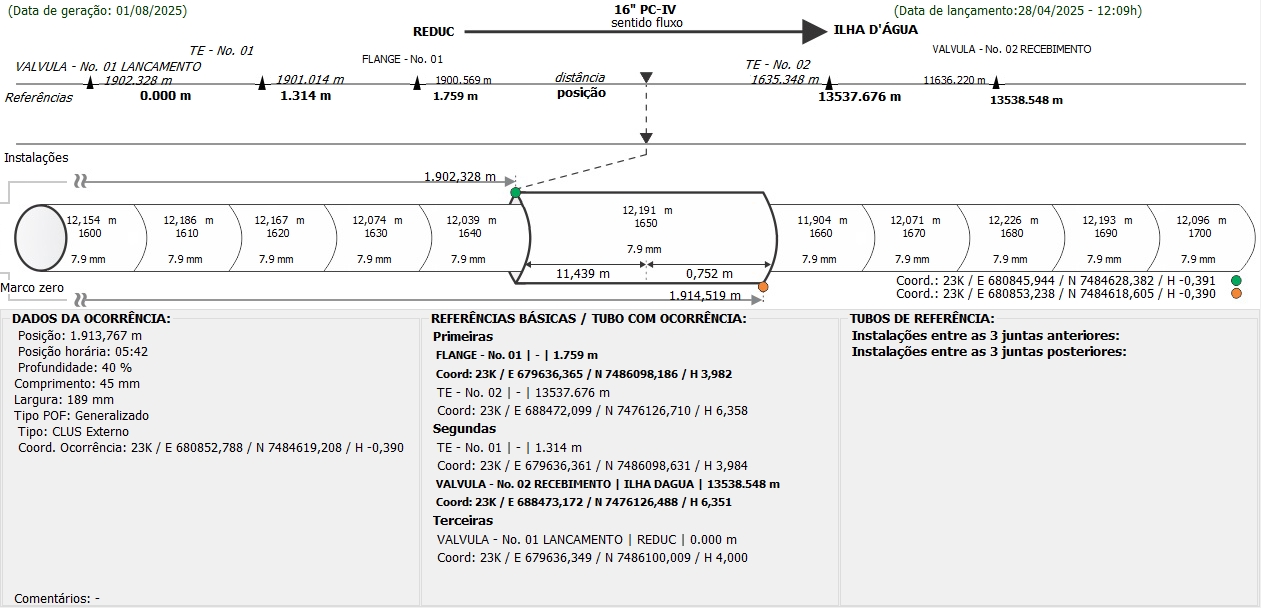 (Data de geração: 01/08/2025)
16" PC-IV
sentido fluxo
(Data de lançamento:28/04/2025 - 12:09h)
REDUC
ILHA D'ÁGUA
TE - No. 01
VALVULA - No. 02 RECEBIMENTO
VALVULA - No. 01 LANCAMENTO
FLANGE - No. 01
TE - No. 02
1902.328 m
1901.014 m
1900.569 m
distância
1635.348 m
11636.220 m
Referências
0.000 m
1.314 m
1.759 m
posição
13537.676 m
13538.548 m
Instalações
1.902,328 m
12,154 m
12,186 m
12,167 m
12,074 m
12,039 m
12,191 m
11,904 m
12,071 m
12,226 m
12,193 m
12,096 m
1600
1610
1620
1630
1640
1650
1660
1670
1680
1690
1700
7.9 mm
7.9 mm
7.9 mm
7.9 mm
7.9 mm
7.9 mm
7.9 mm
7.9 mm
7.9 mm
7.9 mm
7.9 mm
11,439 m
0,752 m
Coord.: 23K / E 680845,944 / N 7484628,382 / H -0,391
Marco zero
1.914,519 m
Coord.: 23K / E 680853,238 / N 7484618,605 / H -0,390
DADOS DA OCORRÊNCIA:
Posição: 1.913,767 m
Posição horária: 05:42
Profundidade: 40 %
Comprimento: 45 mm
Largura: 189 mm
Tipo POF: Generalizado
Tipo: CLUS Externo
Coord. Ocorrência: 23K / E 680852,788 / N 7484619,208 / H -0,390
Comentários: -
REFERÊNCIAS BÁSICAS / TUBO COM OCORRÊNCIA:
Primeiras
FLANGE - No. 01 | - | 1.759 m
Coord: 23K / E 679636,365 / N 7486098,186 / H 3,982
TE - No. 02 | - | 13537.676 m
Coord: 23K / E 688472,099 / N 7476126,710 / H 6,358
Segundas
TE - No. 01 | - | 1.314 m
Coord: 23K / E 679636,361 / N 7486098,631 / H 3,984
VALVULA - No. 02 RECEBIMENTO | ILHA DAGUA | 13538.548 m
Coord: 23K / E 688473,172 / N 7476126,488 / H 6,351
Terceiras
VALVULA - No. 01 LANCAMENTO | REDUC | 0.000 m
Coord: 23K / E 679636,349 / N 7486100,009 / H 4,000
TUBOS DE REFERÊNCIA:
Instalações entre as 3 juntas anteriores:
Instalações entre as 3 juntas posteriores: